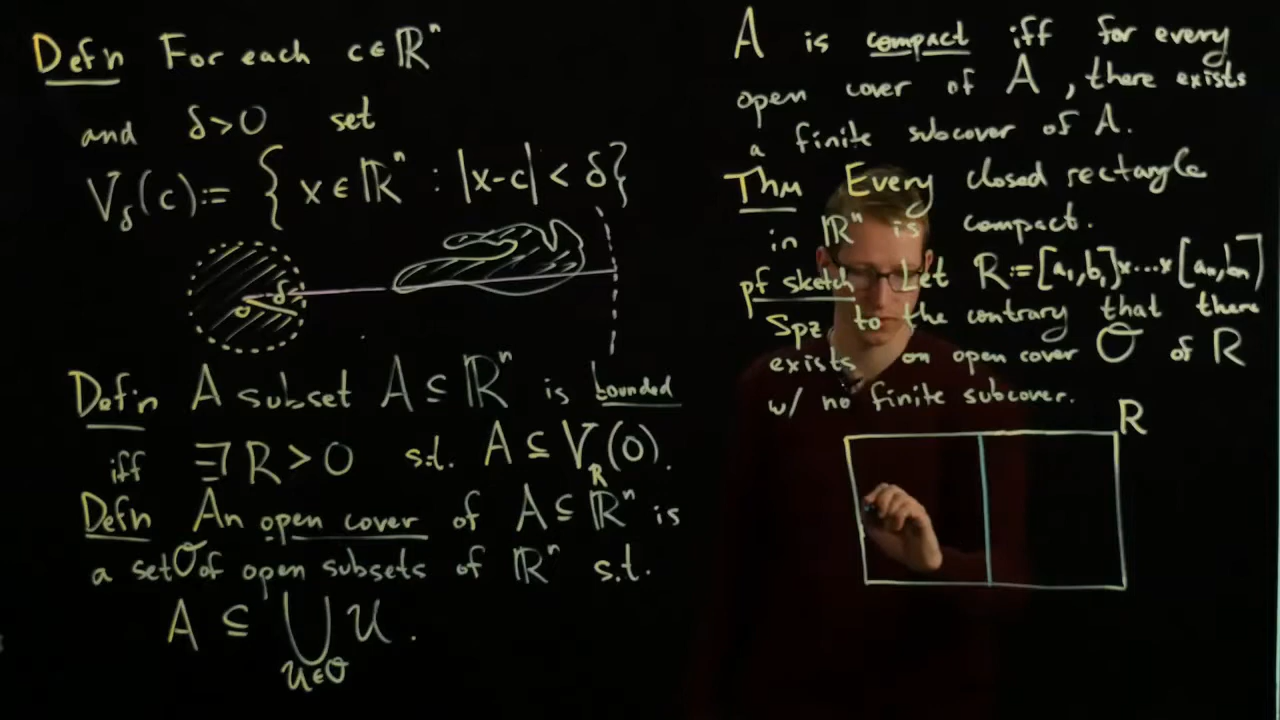 Defn For each c∈ℝⁿ
and δ>0 set
V_δ(c):= { x∈ℝⁿ : |x-c| < δ}
δ
c
Defn A subset A⊆ℝⁿ is bounded
iff ∃ R>0 s.t. A⊆V_R(0).
Defn An open cover of A⊆ℝⁿ is
a set 𝒪 of open subsets of ℝⁿ s.t.
A ⊆ ⋃_{𝒰∈𝒪} 𝒰.
A is compact iff for every
open cover of A, there exists
a finite subcover of A.
Thm Every closed rectangle
in ℝⁿ is compact.
pf sketch Let R:=[a₁,b₁]×...×[aₙ,bₙ]
Spz to the contrary that there
exists an open cover 𝒪 of R
w/ no finite subcover.
R